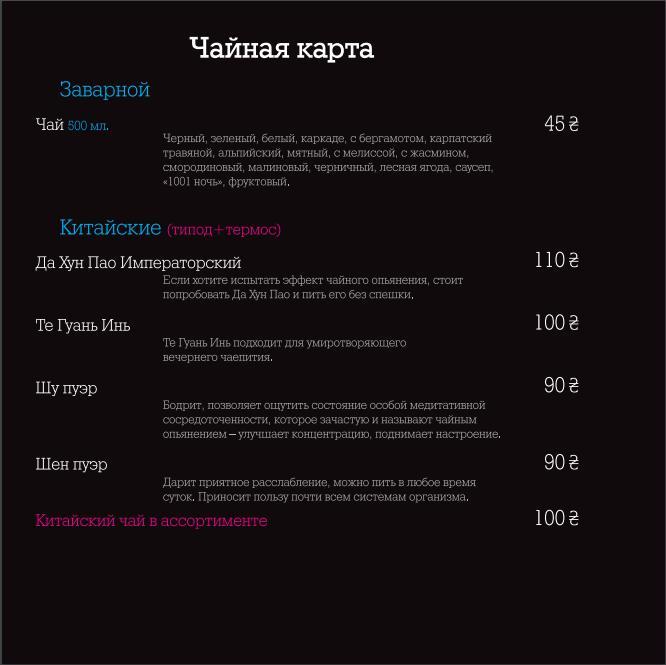 Чайная карта
Заварной
Чай 500 мл. 45 ₴
Черный, зеленый, белый, каркаде, с бергамотом, карпатский
травяной, альпийский, мятный, с мелиссой, с жасмином,
смородиновый, малиновый, черничный, лесная ягода, саусеп,
«1001 ночь», фруктовый.
Китайские (типод+термос)
Да Хун Пао Императорский 110 ₴
Если хотите испытать эффект чайного опьянения, стоит
попробовать Да Хун Пао и пить его без спешки.
Те Гуань Инь 100 ₴
Те Гуань Инь подходит для умиротворяющего
вечернего чаепития.
Шу пуэр 90 ₴
Бодрит, позволяет ощутить состояние особой медитативной
сосредоточенности, которое зачастую и называют чайным
опьянением — улучшает концентрацию, поднимает настроение.
Шен пуэр 90 ₴
Дарит приятное расслабление, можно пить в любое время
суток. Приносит пользу почти всем системам организма.
Китайский чай в ассортименте 100 ₴